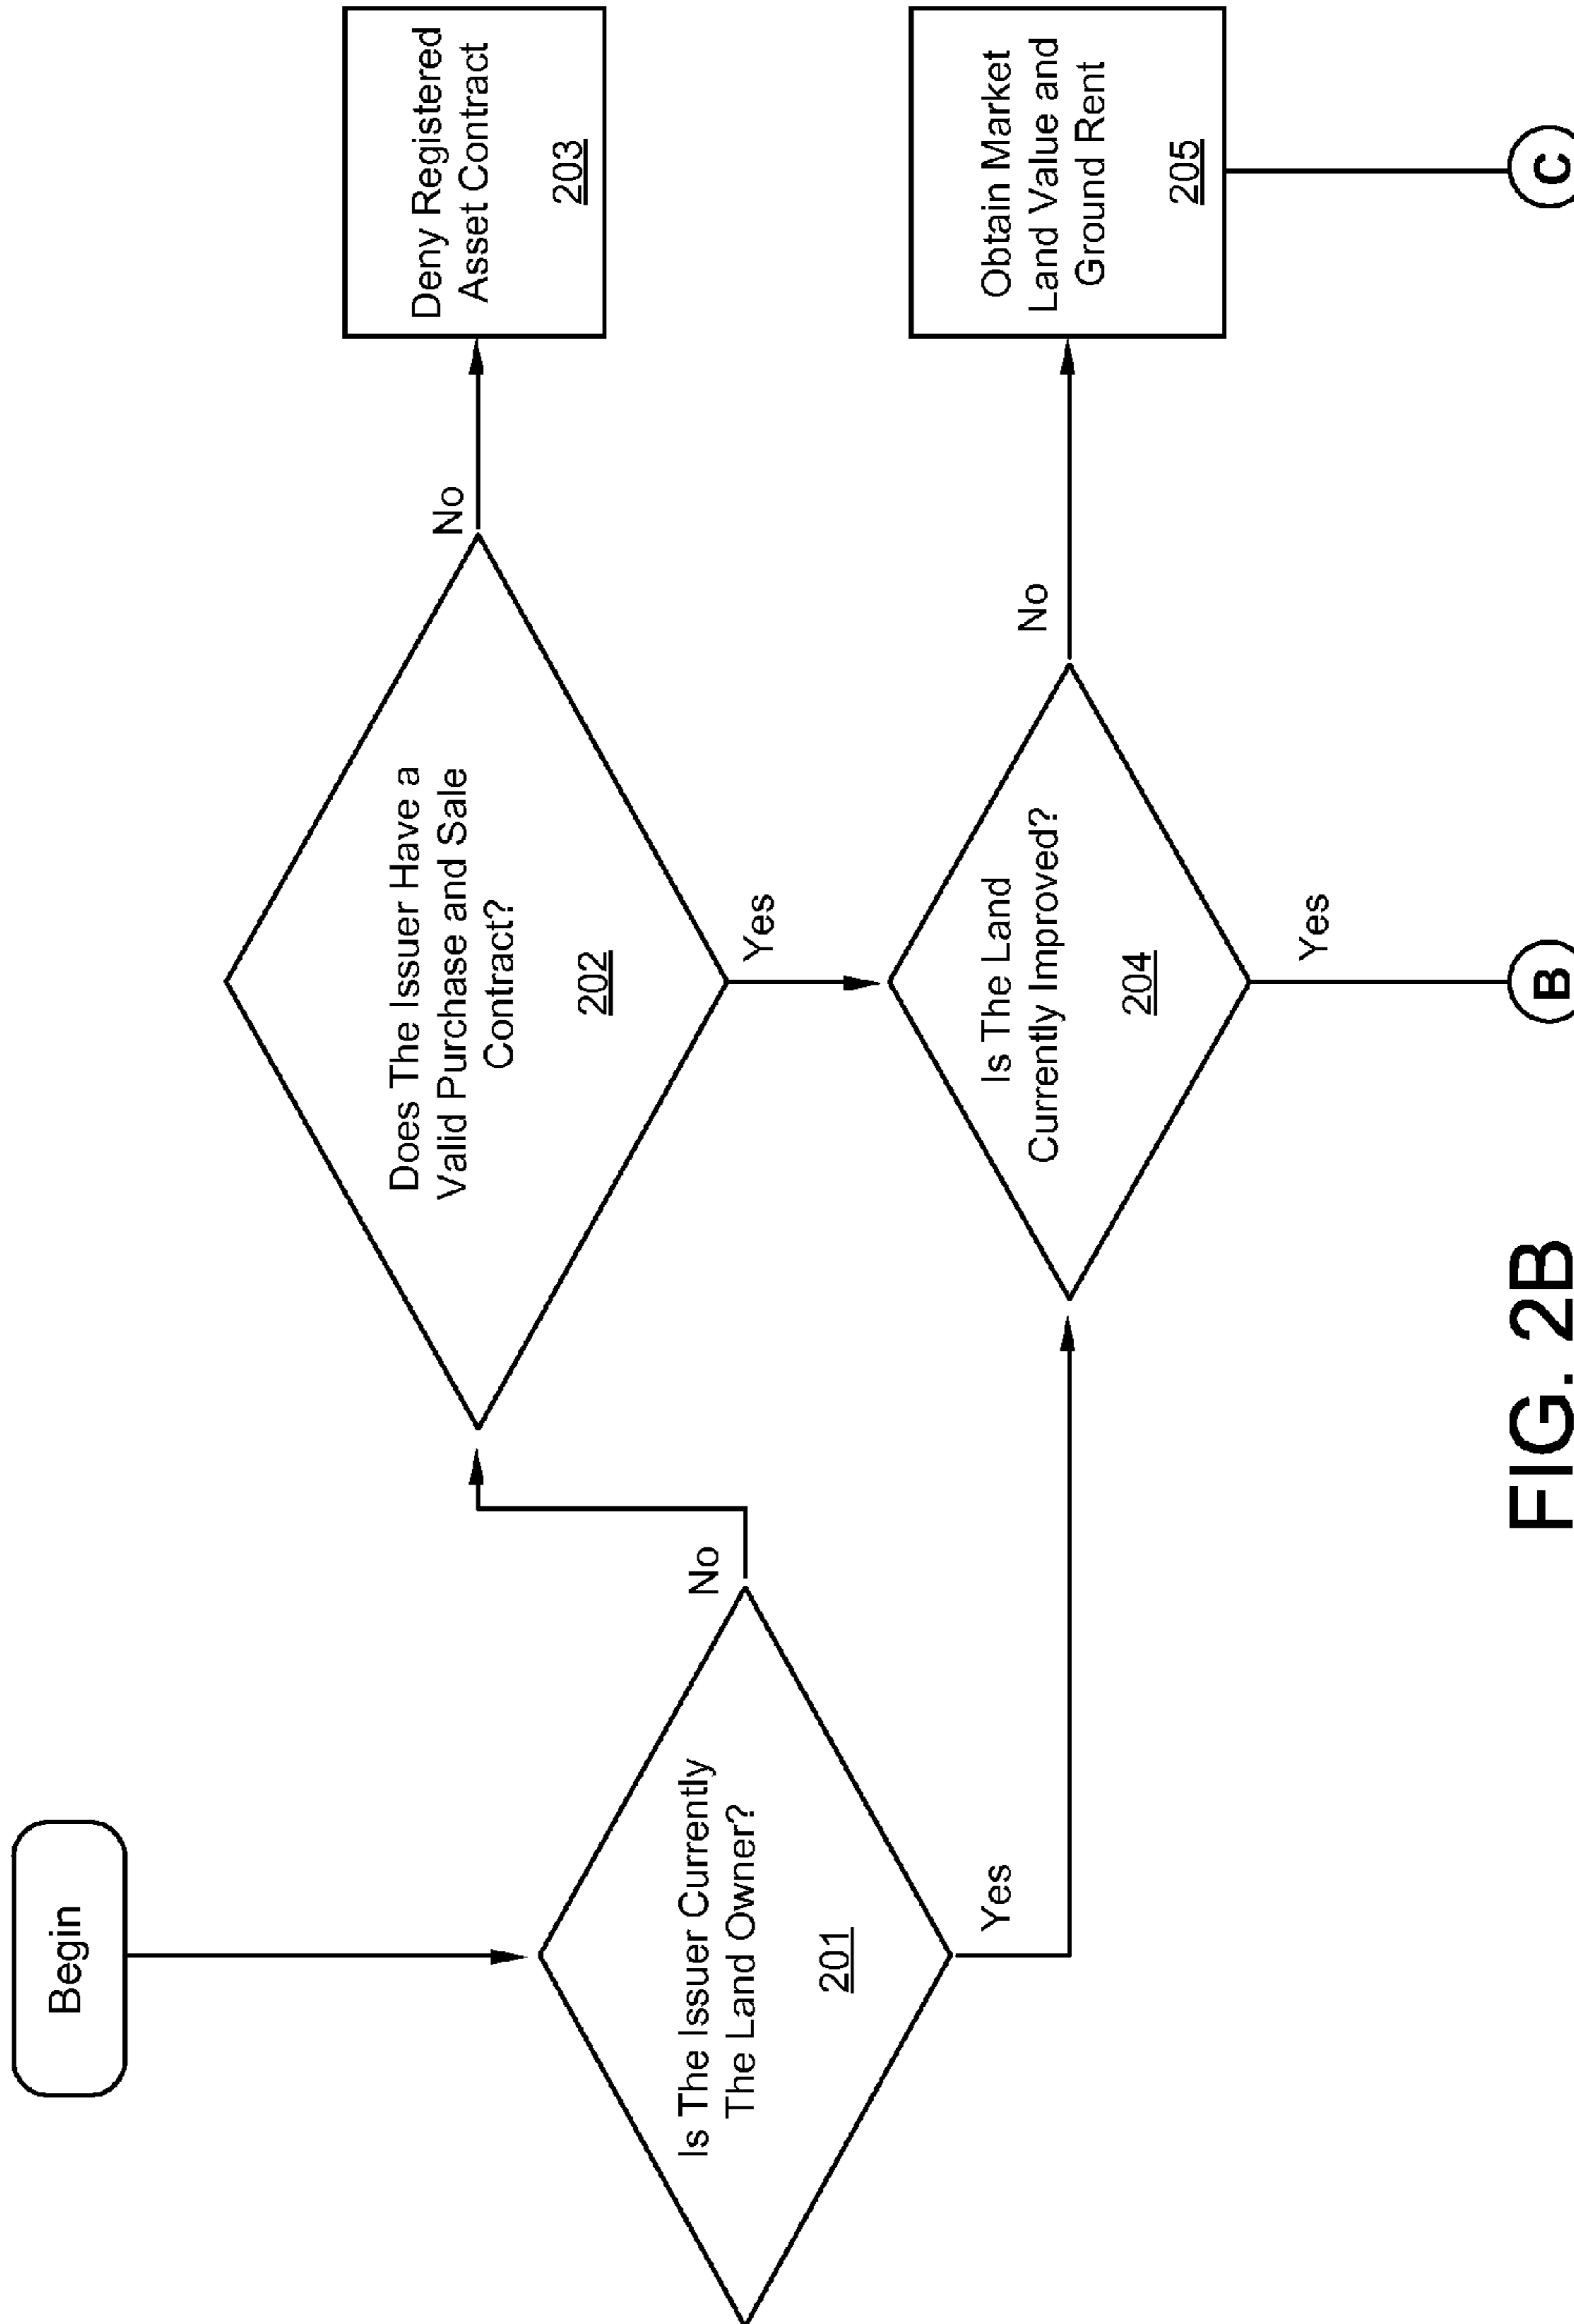 Begin
Is The Issuer Currently
The Land Owner?
201
No
Yes
Does The Issuer Have a
Valid Purchase and Sale
Contract?
202
No
Yes
Deny Registered
Asset Contract
203
Is The Land
Currently Improved?
204
No
Yes
Obtain Market
Land Value and
Ground Rent
205
B
C
FIG. 2B